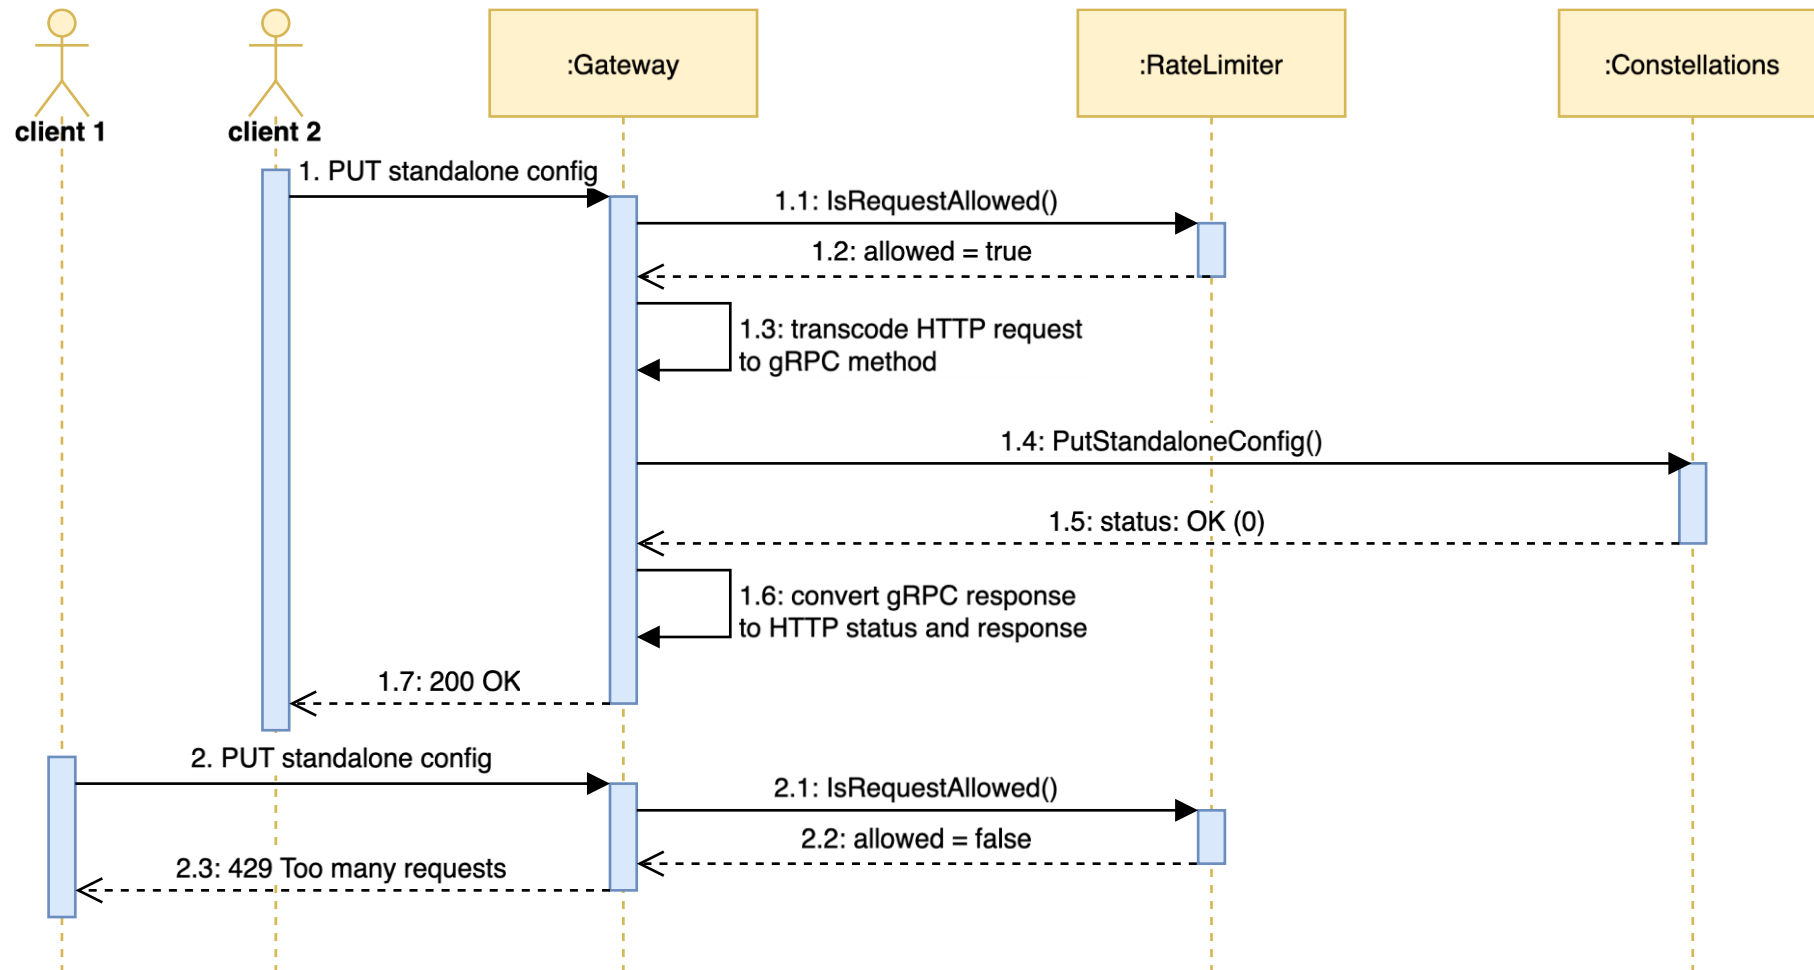 client 1
client 2
:Gateway
:RateLimiter
:Constellations
1. PUT standalone config
1.1: IsRequestAllowed()
1.2: allowed = true
1.3: transcode HTTP request
to gRPC method
1.4: PutStandaloneConfig()
1.5: status: OK (0)
1.6: convert gRPC response
to HTTP status and response
1.7: 200 OK
2. PUT standalone config
2.1: IsRequestAllowed()
2.2: allowed = false
2.3: 429 Too many requests